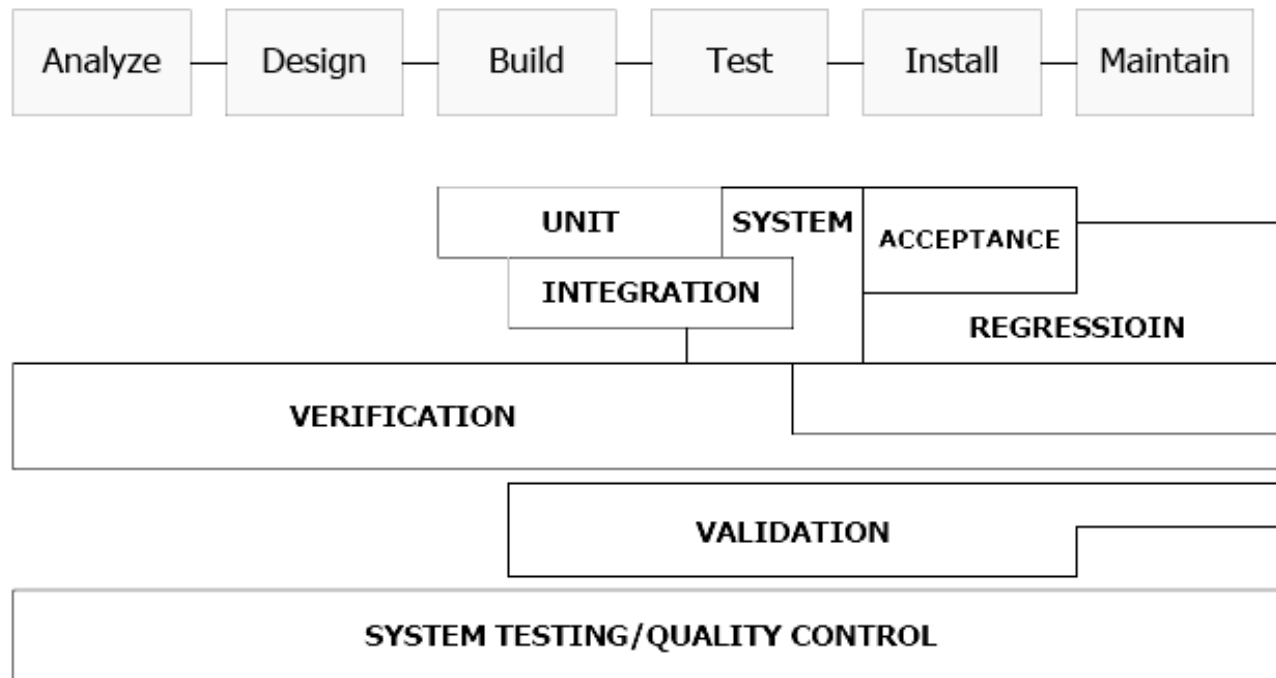 Analyze Design Build Test Install Maintain
UNIT SYSTEM ACCEPTANCE
INTEGRATION
REGRESSIOIN
VERIFICATION
VALIDATION
SYSTEM TESTING/QUALITY CONTROL